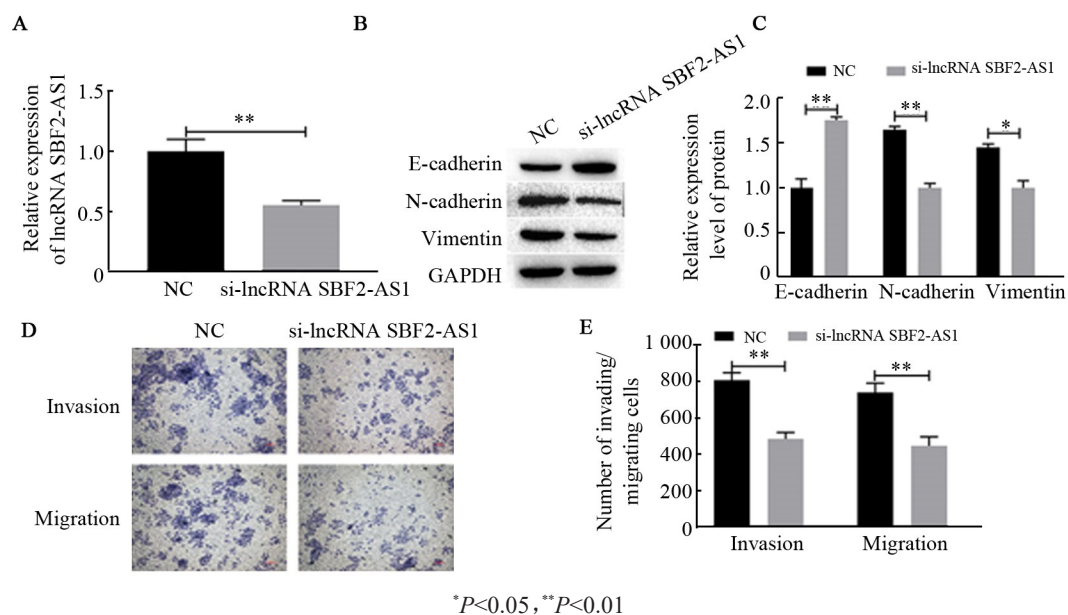 A
Relative expression
of lncRNA SBF2-AS1
1.5
1.0
0.5
0
**
NC
si-lncRNA SBF2-AS1
B
NC
si-lncRNA SBF2-AS1
E-cadherin
N-cadherin
Vimentin
GAPDH
C
NC
si-lncRNA SBF2-AS1
Relative expression
level of protein
2.0
1.5
1.0
0.5
0
**
**
*
E-cadherin
N-cadherin
Vimentin
D
NC
si-lncRNA SBF2-AS1
Invasion
Migration
E
NC
si-lncRNA SBF2-AS1
Number of invading/
migrating cells
1 000
800
600
400
200
0
**
**
Invasion
Migration
*P<0.05,**P<0.01